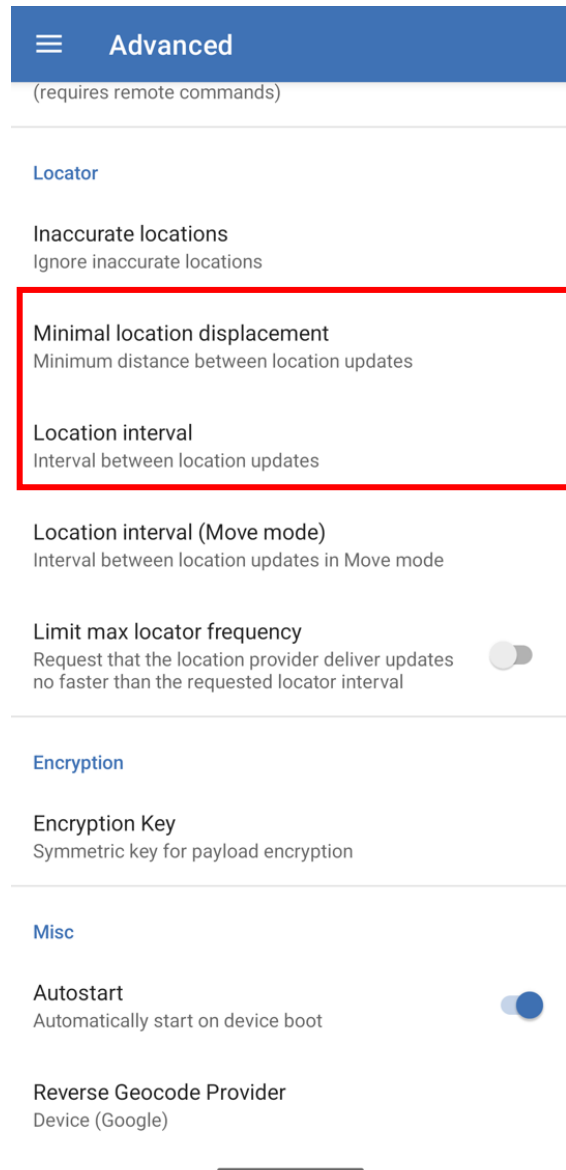 Advanced
(requires remote commands)
Locator
Inaccurate locations
Ignore inaccurate locations
Minimal location displacement
Minimum distance between location updates
Location interval
Interval between location updates
Location interval (Move mode)
Interval between location updates in Move mode
Limit max locator frequency
Request that the location provider deliver updates
no faster than the requested locator interval
Encryption
Encryption Key
Symmetric key for payload encryption
Misc
Autostart
Automatically start on device boot
Reverse Geocode Provider
Device (Google)